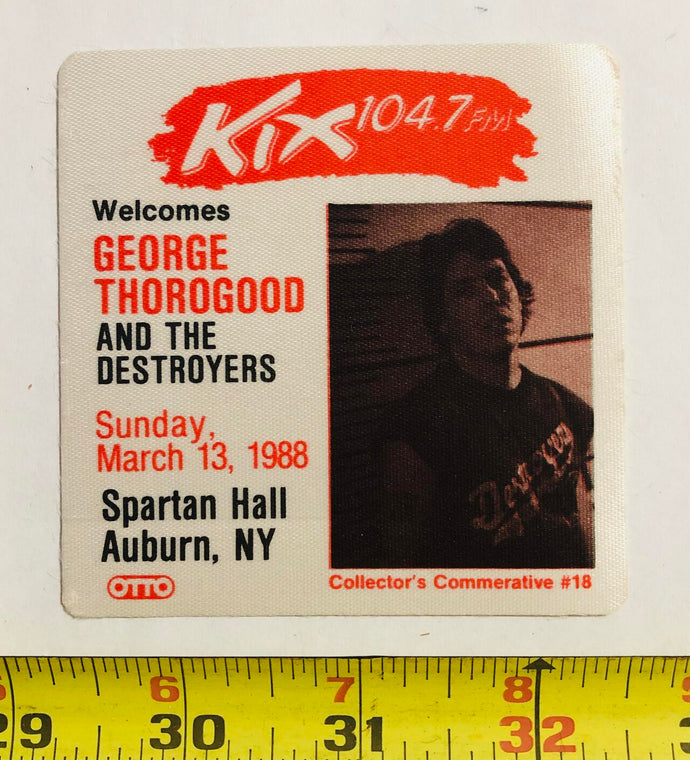 Kix 104.7 FM
Welcomes
GEORGE
THOROGOOD
AND THE
DESTROYERS
Sunday,
March 13, 1988
Spartan Hall
Auburn, NY
OTTO
Destroyers
Collector's Commerative #18
6 7 8
29 30 31 32